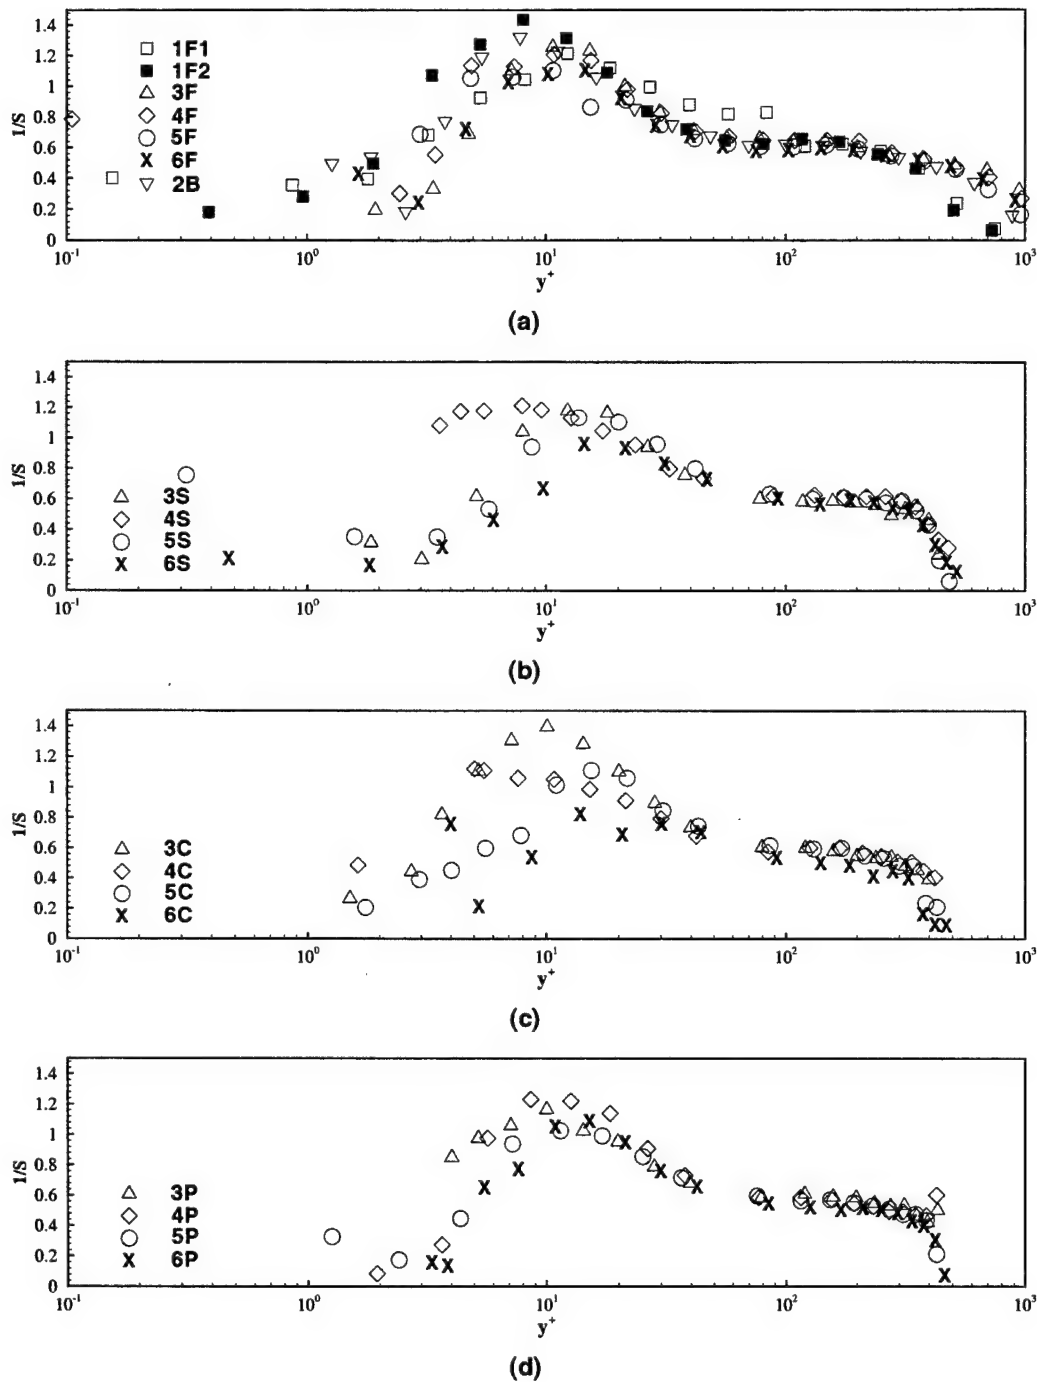 1/S
1.4
1.2
1
0.8
0.6
0.4
0.2
0
1F1
1F2
3F
4F
5F
6F
2B
10⁻¹ 10⁰ 10¹ 10² 10³
y⁺
(a)
1/S
1.4
1.2
1
0.8
0.6
0.4
0.2
0
3S
4S
5S
6S
10⁻¹ 10⁰ 10¹ 10² 10³
y⁺
(b)
1/S
1.4
1.2
1
0.8
0.6
0.4
0.2
0
3C
4C
5C
6C
10⁻¹ 10⁰ 10¹ 10² 10³
y⁺
(c)
1/S
1.4
1.2
1
0.8
0.6
0.4
0.2
0
3P
4P
5P
6P
10⁻¹ 10⁰ 10¹ 10² 10³
y⁺
(d)